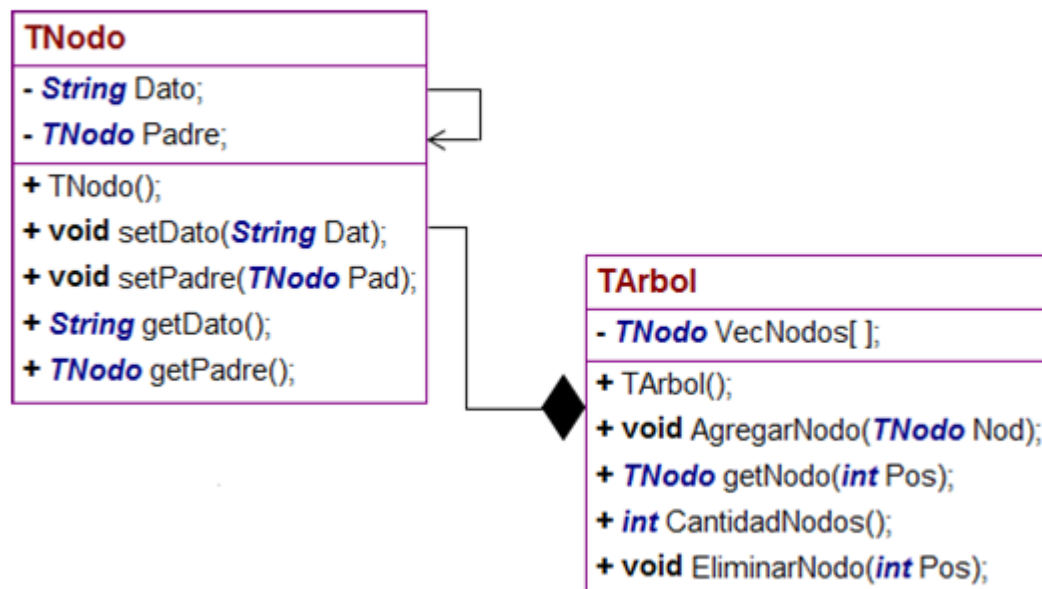 TNodo
- String Dato;
- TNodo Padre;
+ TNodo();
+ void setDato(String Dat);
+ void setPadre(TNodo Pad);
+ String getDato();
+ TNodo getPadre();
TArbol
- TNodo VecNodos[ ];
+ TArbol();
+ void AgregarNodo(TNodo Nod);
+ TNodo getNodo(int Pos);
+ int CantidadNodos();
+ void EliminarNodo(int Pos);